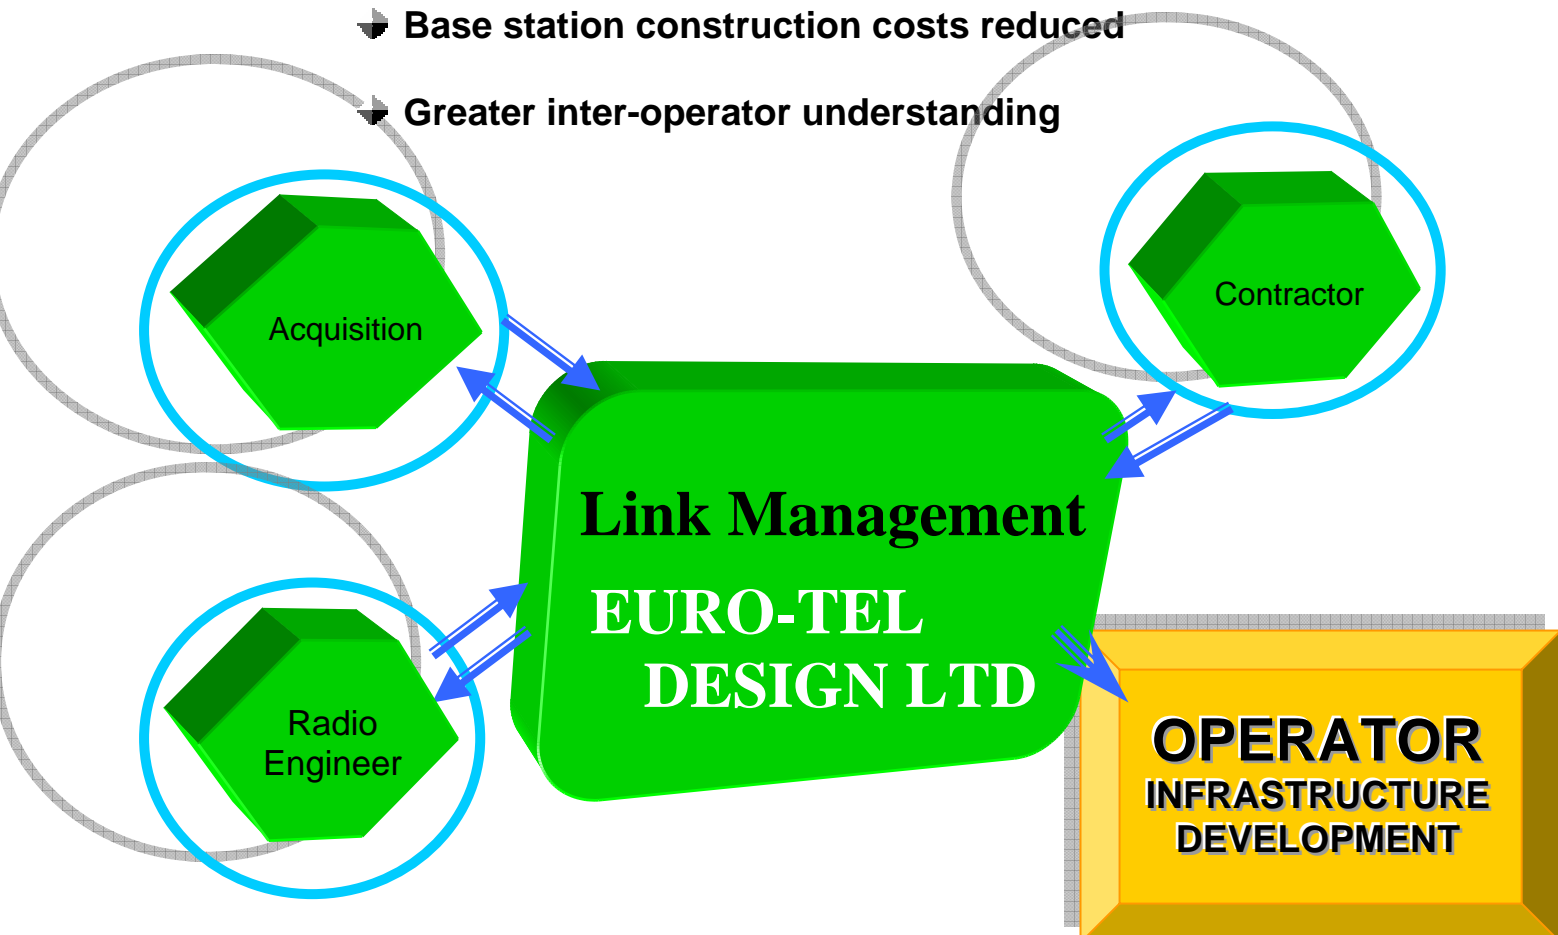 Base station construction costs reduced
Greater inter-operator understanding
Acquisition
Contractor
Link Management
EURO-TEL
DESIGN LTD
Radio
Engineer
OPERATOR
INFRASTRUCTURE
DEVELOPMENT